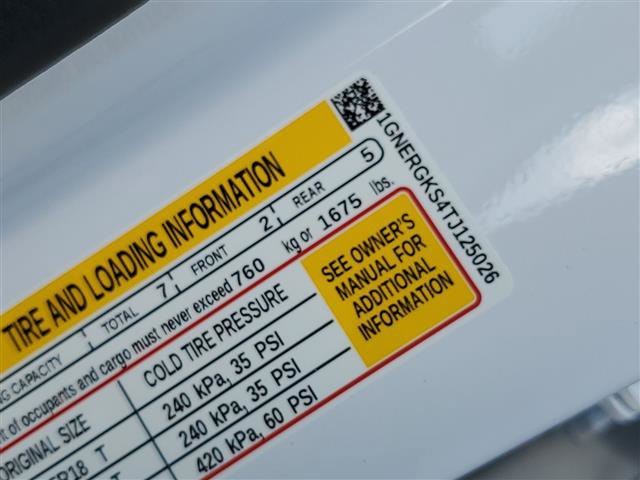 1GNERGKS4TJ125026
TIRE AND LOADING INFORMATION
NG CAPACITY TOTAL 7 FRONT 2 REAR 5
of occupants and cargo must never exceed 760 kg or 1675 lbs.
ORIGINAL SIZE COLD TIRE PRESSURE
R18 T 240 kPa, 35 PSI
T 240 kPa, 35 PSI
420 kPa, 60 PSI
SEE OWNER'S
MANUAL FOR
ADDITIONAL
INFORMATION